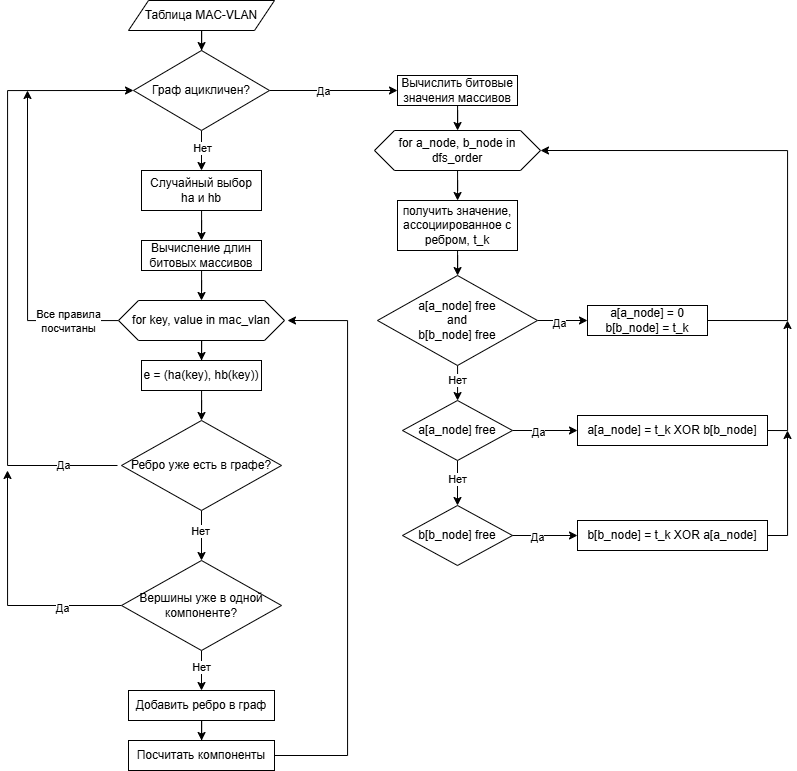 Таблица MAC-VLAN
Граф ацикличен?
Да
Нет
Случайный выбор
ha и hb
Вычисление длин
битовых массивов
for key, value in mac_vlan
Все правила
посчитаны
e = (ha(key), hb(key))
Ребро уже есть в графе?
Да
Нет
Вершины уже в одной
компоненте?
Да
Нет
Добавить ребро в граф
Посчитать компоненты
Вычислить битовые
значения массивов
for a_node, b_node in
dfs_order
получить значение,
ассоциированное с
ребром, t_k
a[a_node] free
and
b[b_node] free
Да
a[a_node] = 0
b[b_node] = t_k
Нет
a[a_node] free
Да
a[a_node] = t_k XOR b[b_node]
Нет
b[b_node] free
Да
b[b_node] = t_k XOR a[a_node]